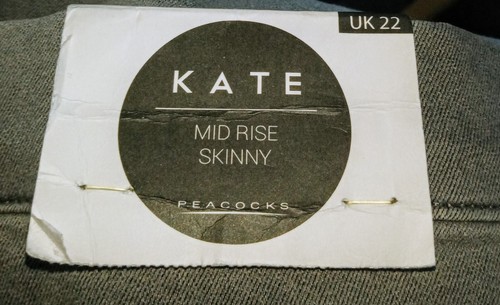 UK 22
KATE
MID RISE
SKINNY
PEACOCKS